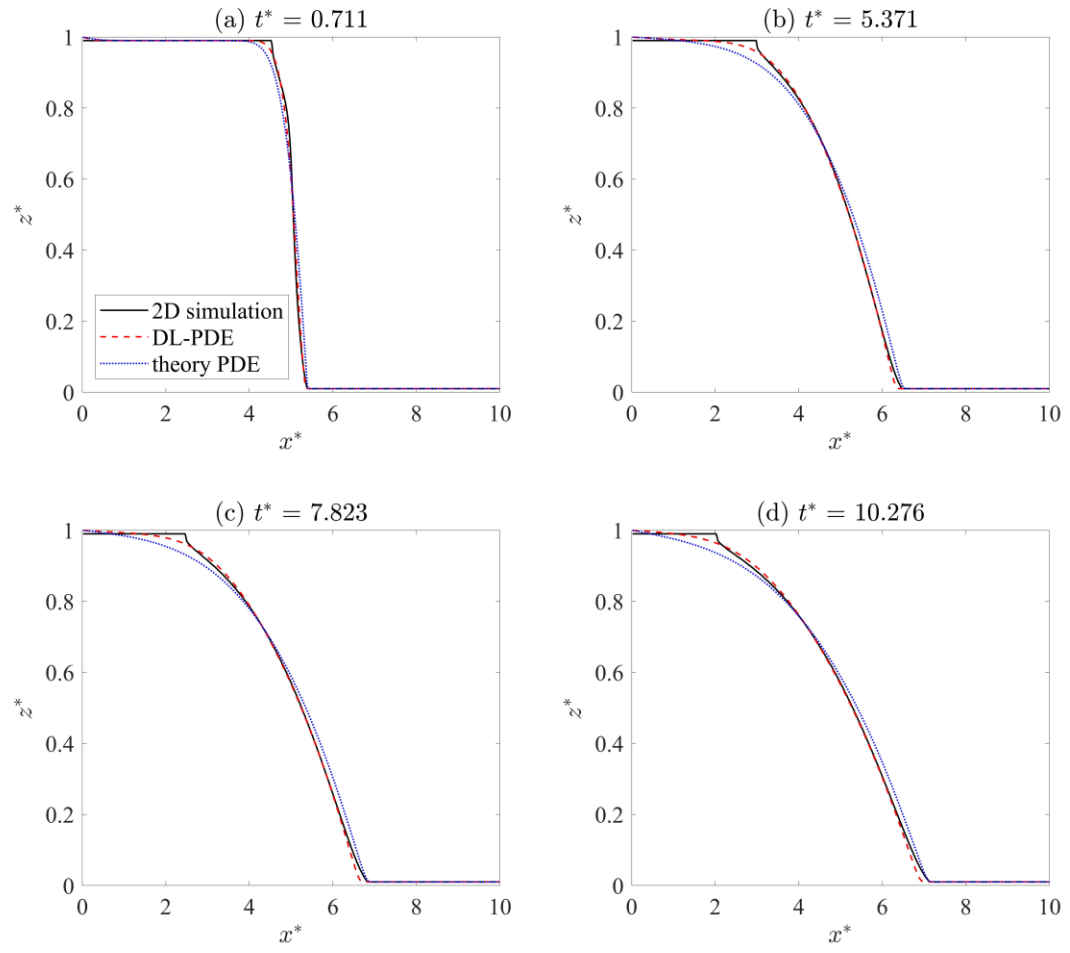 (a) t* = 0.711
1
0.8
0.6
0.4
0.2
0
z*
2D simulation
DL-PDE
theory PDE
0 2 4 6 8 10
x*
(b) t* = 5.371
1
0.8
0.6
0.4
0.2
0
z*
0 2 4 6 8 10
x*
(c) t* = 7.823
1
0.8
0.6
0.4
0.2
0
z*
0 2 4 6 8 10
x*
(d) t* = 10.276
1
0.8
0.6
0.4
0.2
0
z*
0 2 4 6 8 10
x*